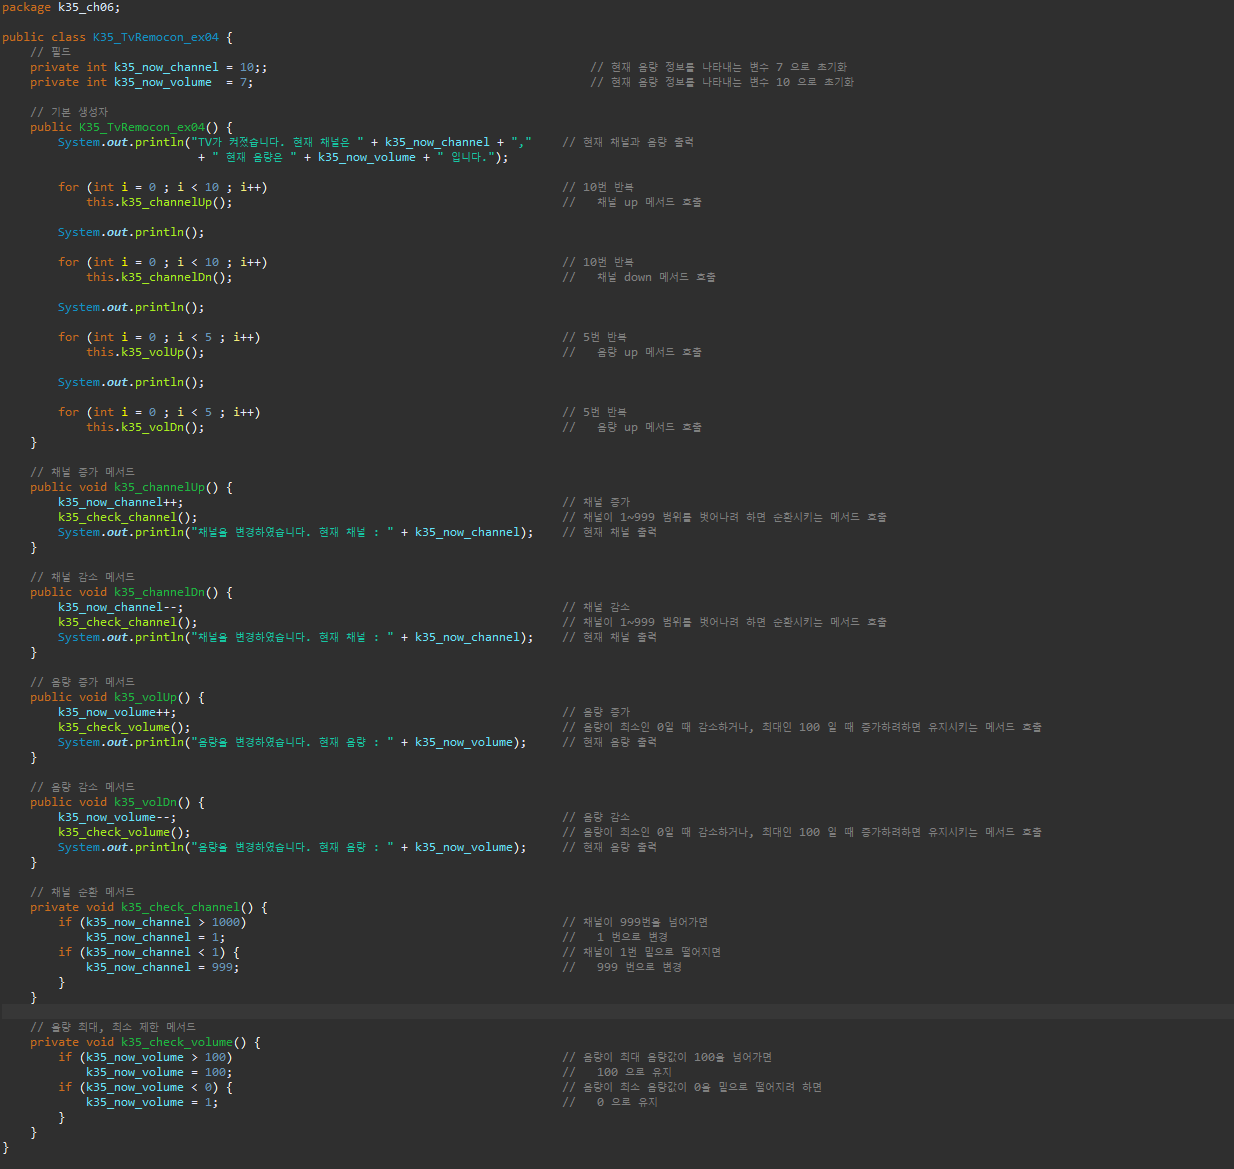 package k35_ch06;
public class K35_TvRemocon_ex04 {
// 필드
private int k35_now_channel = 10;; // 현재 음량 정보를 나타내는 변수 7 으로 초기화
private int k35_now_volume = 7; // 현재 음량 정보를 나타내는 변수 10 으로 초기화
// 기본 생성자
public K35_TvRemocon_ex04() {
System.out.println("TV가 켜졌습니다. 현재 채널은 " + k35_now_channel + "," // 현재 채널과 음량 출력
+ " 현재 음량은 " + k35_now_volume + " 입니다.");
for (int i = 0 ; i < 10 ; i++) // 10번 반복
this.k35_channelUp(); // 채널 up 메서드 호출
System.out.println();
for (int i = 0 ; i < 10 ; i++) // 10번 반복
this.k35_channelDn(); // 채널 down 메서드 호출
System.out.println();
for (int i = 0 ; i < 5 ; i++) // 5번 반복
this.k35_volUp(); // 음량 up 메서드 호출
System.out.println();
for (int i = 0 ; i < 5 ; i++) // 5번 반복
this.k35_volDn(); // 음량 up 메서드 호출
}
// 채널 증가 메서드
public void k35_channelUp() {
k35_now_channel++; // 채널 증가
k35_check_channel(); // 채널이 1~999 범위를 벗어나려 하면 순환시키는 메서드 호출
System.out.println("채널을 변경하였습니다. 현재 채널 : " + k35_now_channel); // 현재 채널 출력
}
// 채널 감소 메서드
public void k35_channelDn() {
k35_now_channel--; // 채널 감소
k35_check_channel(); // 채널이 1~999 범위를 벗어나려 하면 순환시키는 메서드 호출
System.out.println("채널을 변경하였습니다. 현재 채널 : " + k35_now_channel); // 현재 채널 출력
}
// 음량 증가 메서드
public void k35_volUp() {
k35_now_volume++; // 음량 증가
k35_check_volume(); // 음량이 최소인 0일 때 감소하거나, 최대인 100 일 때 증가하려하면 유지시키는 메서드 호출
System.out.println("음량을 변경하였습니다. 현재 음량 : " + k35_now_volume); // 현재 음량 출력
}
// 음량 감소 메서드
public void k35_volDn() {
k35_now_volume--; // 음량 감소
k35_check_volume(); // 음량이 최소인 0일 때 감소하거나, 최대인 100 일 때 증가하려하면 유지시키는 메서드 호출
System.out.println("음량을 변경하였습니다. 현재 음량 : " + k35_now_volume); // 현재 음량 출력
}
// 채널 순환 메서드
private void k35_check_channel() {
if (k35_now_channel > 1000) // 채널이 999번을 넘어가면
k35_now_channel = 1; // 1 번으로 변경
if (k35_now_channel < 1) { // 채널이 1번 밑으로 떨어지면
k35_now_channel = 999; // 999 번으로 변경
}
}
// 음량 최대, 최소 제한 메서드
private void k35_check_volume() {
if (k35_now_volume > 100) // 음량이 최대 음량값이 100을 넘어가면
k35_now_volume = 100; // 100 으로 유지
if (k35_now_volume < 0) { // 음량이 최소 음량값이 0을 밑으로 떨어지려 하면
k35_now_volume = 1; // 0 으로 유지
}
}
}